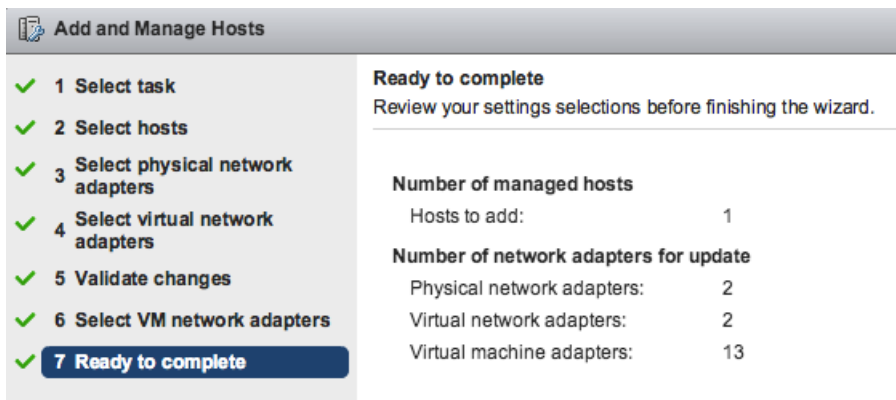 Add and Manage Hosts
1 Select task
2 Select hosts
3 Select physical network
adapters
4 Select virtual network
adapters
5 Validate changes
6 Select VM network adapters
7 Ready to complete
Ready to complete
Review your settings selections before finishing the wizard.
Number of managed hosts
Hosts to add: 1
Number of network adapters for update
Physical network adapters: 2
Virtual network adapters: 2
Virtual machine adapters: 13